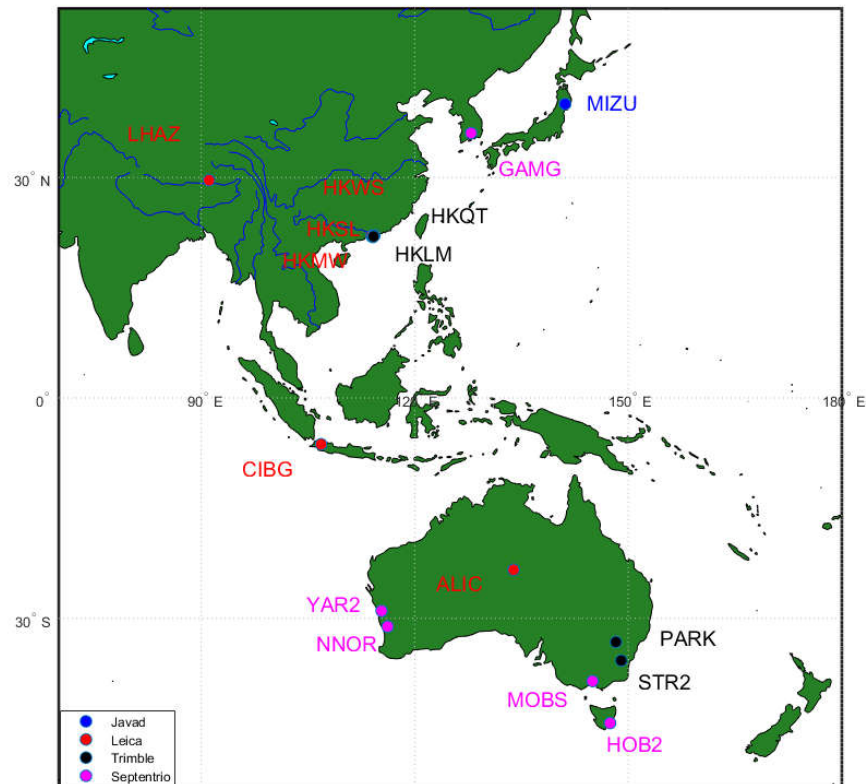 MIZU
LHAZ
GAMG
30° N
HKWS
HKQT
HKSL
HKLM
HKMW
0°
90° E
120° E
150° E
180° E
CIBG
ALIC
YAR2
30° S
NNOR
PARK
STR2
MOBS
HOB2
Javad
Leica
Trimble
Septentrio